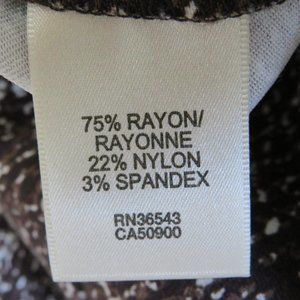 75% RAYON/
RAYONNE
22% NYLON
3% SPANDEX
RN36543
CA50900